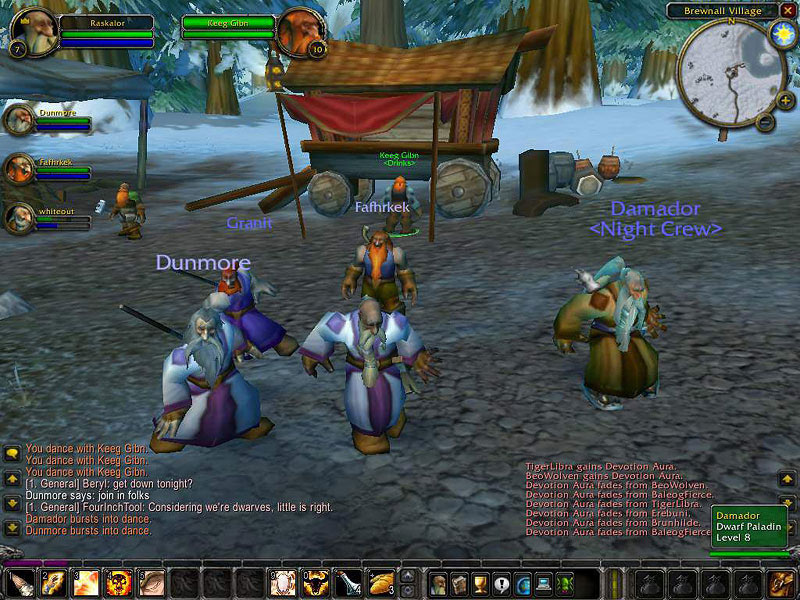 Raskalor
7
Keeg Gibn
10
Brewnall Village
N
Dunmore
Fafhrkek
whiteout
Keeg Gibn
<Drinks>
Granit
Fafhrkek
Damador
<Night Crew>
Dunmore
You dance with Keeg Gibn.
You dance with Keeg Gibn.
You dance with Keeg Gibn.
[1. General] Beryl: get down tonight?
Dunmore says: join in folks
[1. General] FourInchTool: Considering we're dwarves, little is right.
Damador bursts into dance.
Dunmore bursts into dance.
TigerLibra gains Devotion Aura.
BeoWolven gains Devotion Aura.
Devotion Aura fades from BeoWolven.
Devotion Aura fades from BaleogFierce.
Devotion Aura fades from TigerLibra.
Devotion Aura fades from Erebuni.
Devotion Aura fades from Brunhilde.
Devotion Aura fades from BaleogFierce
Damador
Dwarf Paladin
Level 8